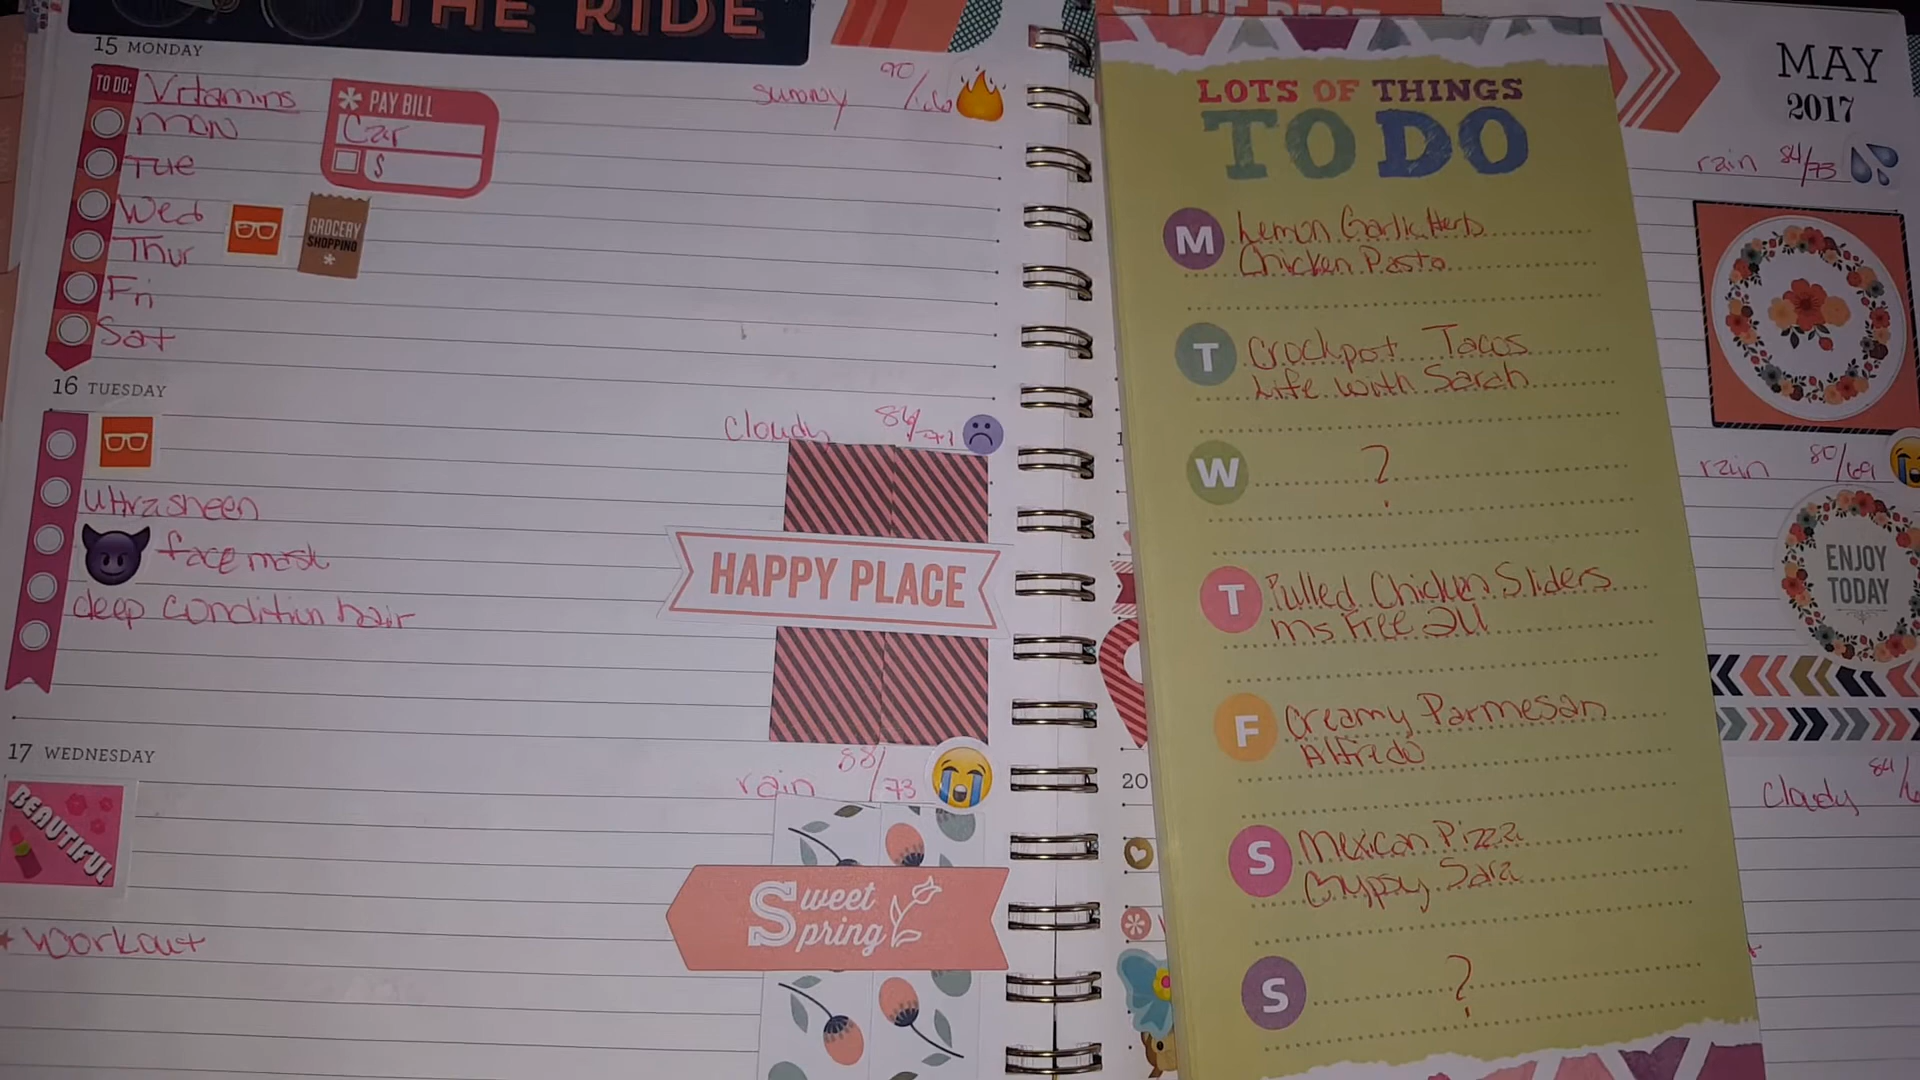 THE RIDE
15 MONDAY
TO DO: Vitamins
* PAY BILL
Car
$
sunny 90/66
Mon
Tue
Wed
GROCERY
SHOPPING
*
Thur
Fri
Sat
16 TUESDAY
cloudy 86/71
ultrasheen
face mask
deep condition hair
HAPPY PLACE
17 WEDNESDAY
rain 88/73
BEAUTIFUL
workout
Sweet
Spring
LOTS OF THINGS
TO DO
M Lemon Garlic Herb
Chicken Pasta
T Crockpot Tacos
Life with Sarah
W ?
T Pulled Chicken Sliders
Ms Free 2U
F Creamy Parmesan
Alfredo
S Mexican Pizza
Gypsy Sara
S ?
MAY
2017
rain 84/73
rain 80/69
ENJOY
TODAY
20
cloudy 84/